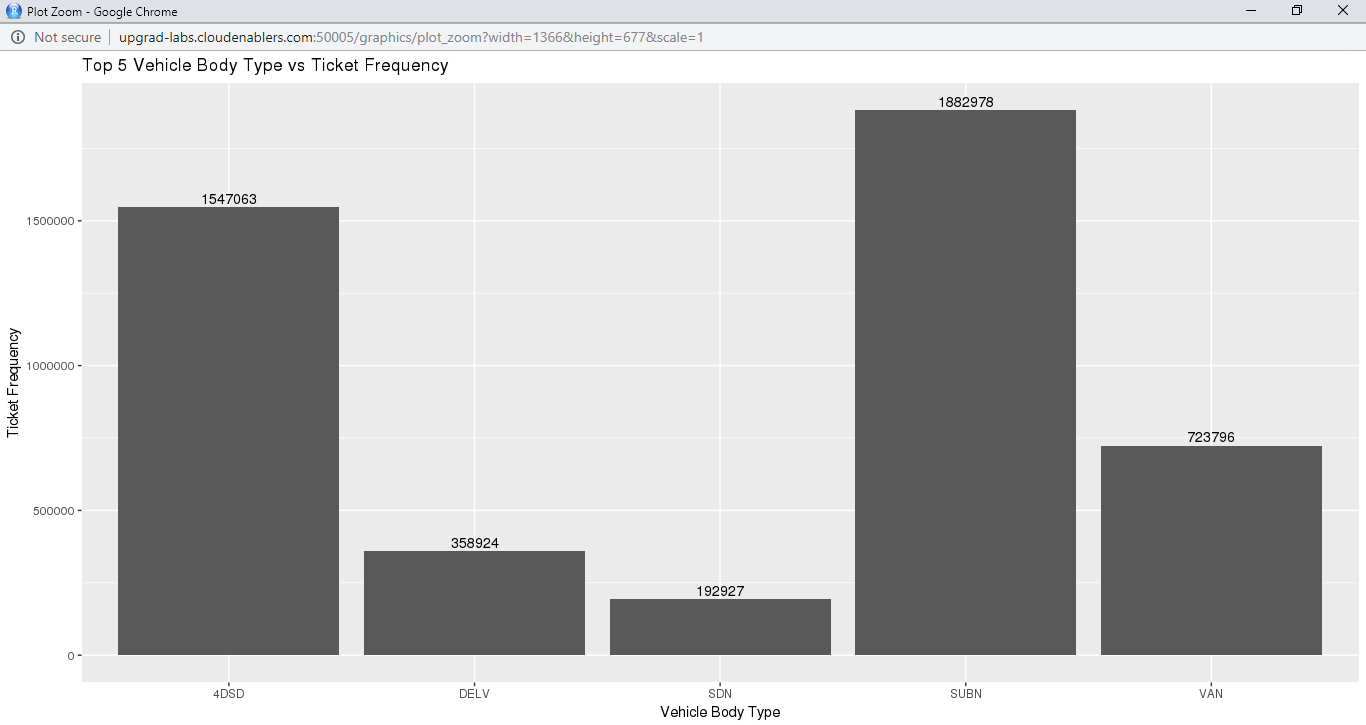 Plot Zoom - Google Chrome
Not secure | upgrad-labs.cloudenablers.com:50005/graphics/plot_zoom?width=1366&height=677&scale=1
Top 5 Vehicle Body Type vs Ticket Frequency
1882978
1547063
1500000
Ticket Frequency
1000000
723796
500000
358924
192927
0
4DSD DELV SDN SUBN VAN
Vehicle Body Type